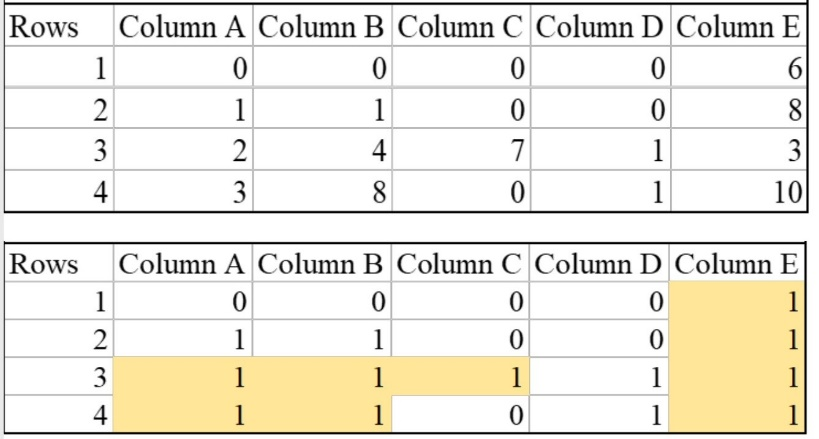 Rows Column A Column B Column C Column D Column E
1 0 0 0 0 6
2 1 1 0 0 8
3 2 4 7 1 3
4 3 8 0 1 10
Rows Column A Column B Column C Column D Column E
1 0 0 0 0 1
2 1 1 0 0 1
3 1 1 1 1 1
4 1 1 0 1 1